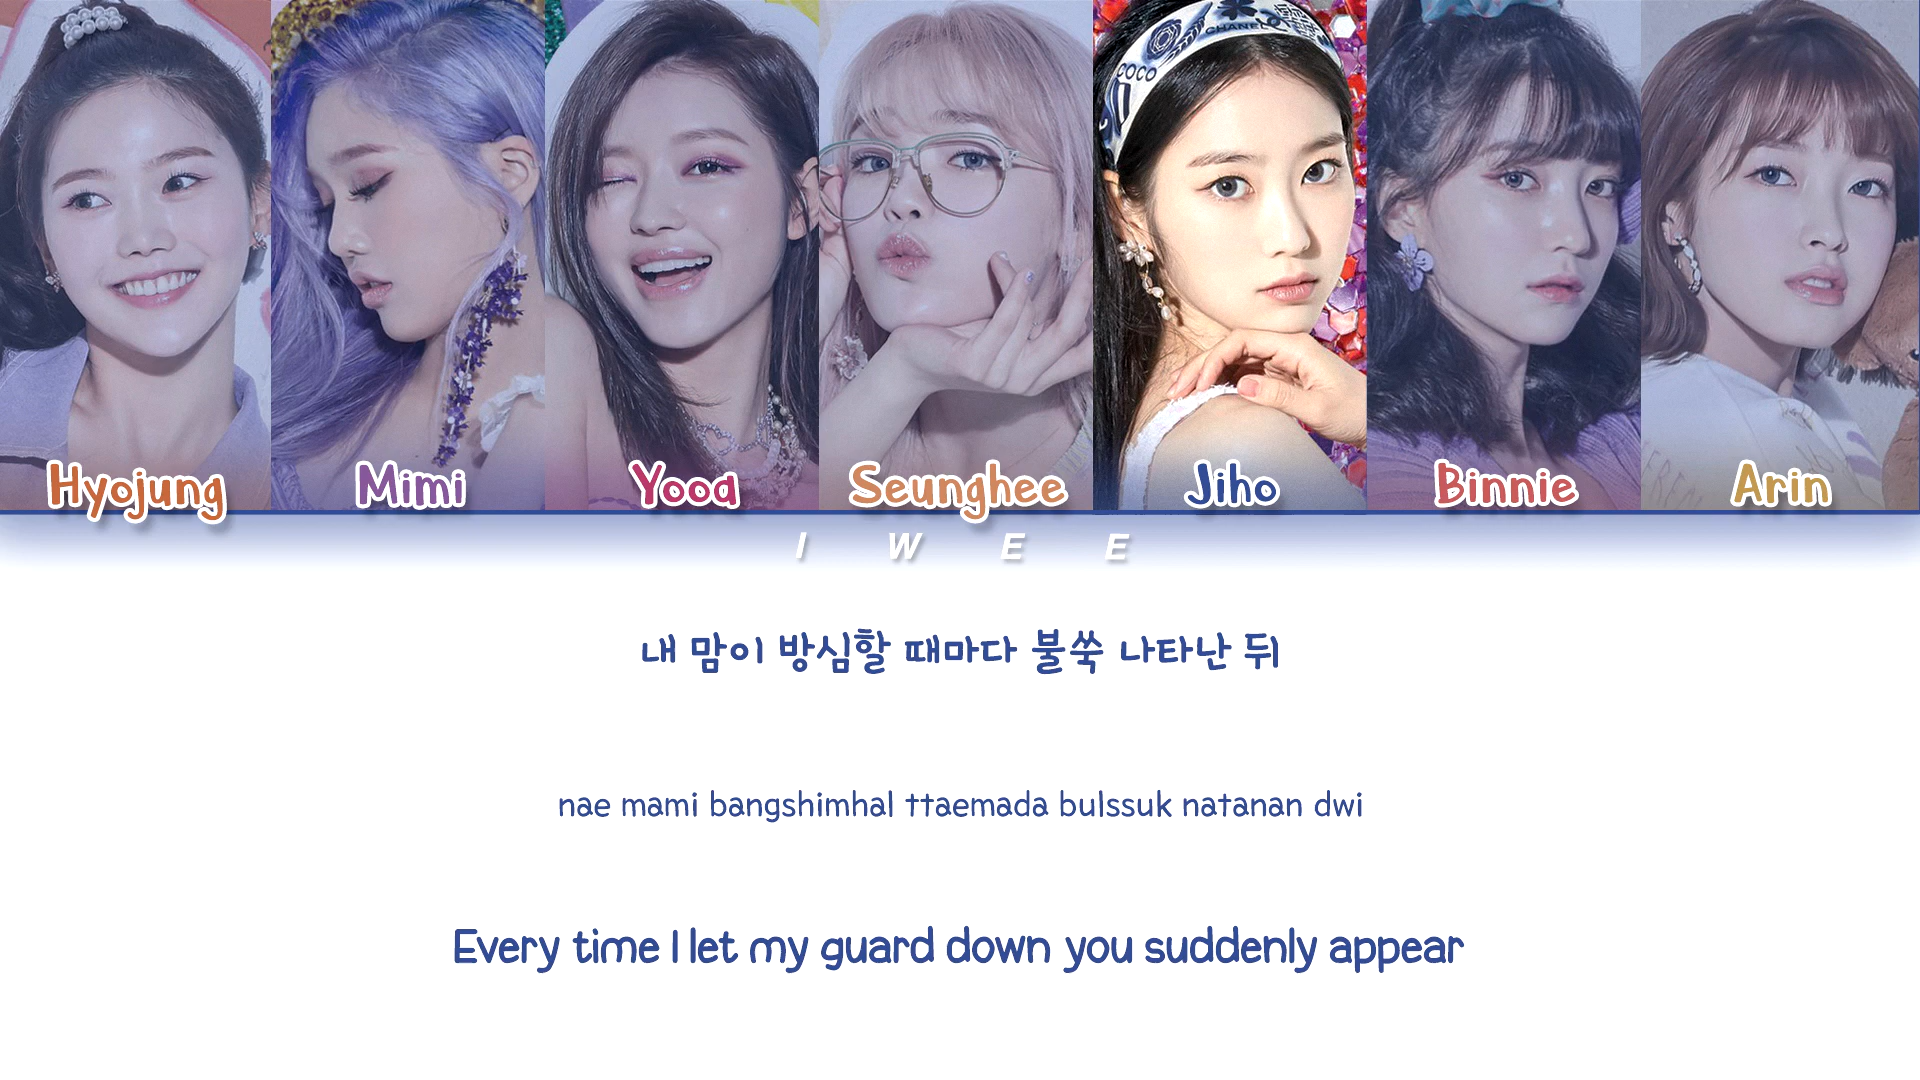 CHANEL
COCO
Hyojung Mimi Yooa Seunghee Jiho Binnie Arin
I W E E
내 맘이 방심할 때마다 불쑥 나타난 뒤
nae mami bangshimhal ttaemada bulssuk natanan dwi
Every time I let my guard down you suddenly appear